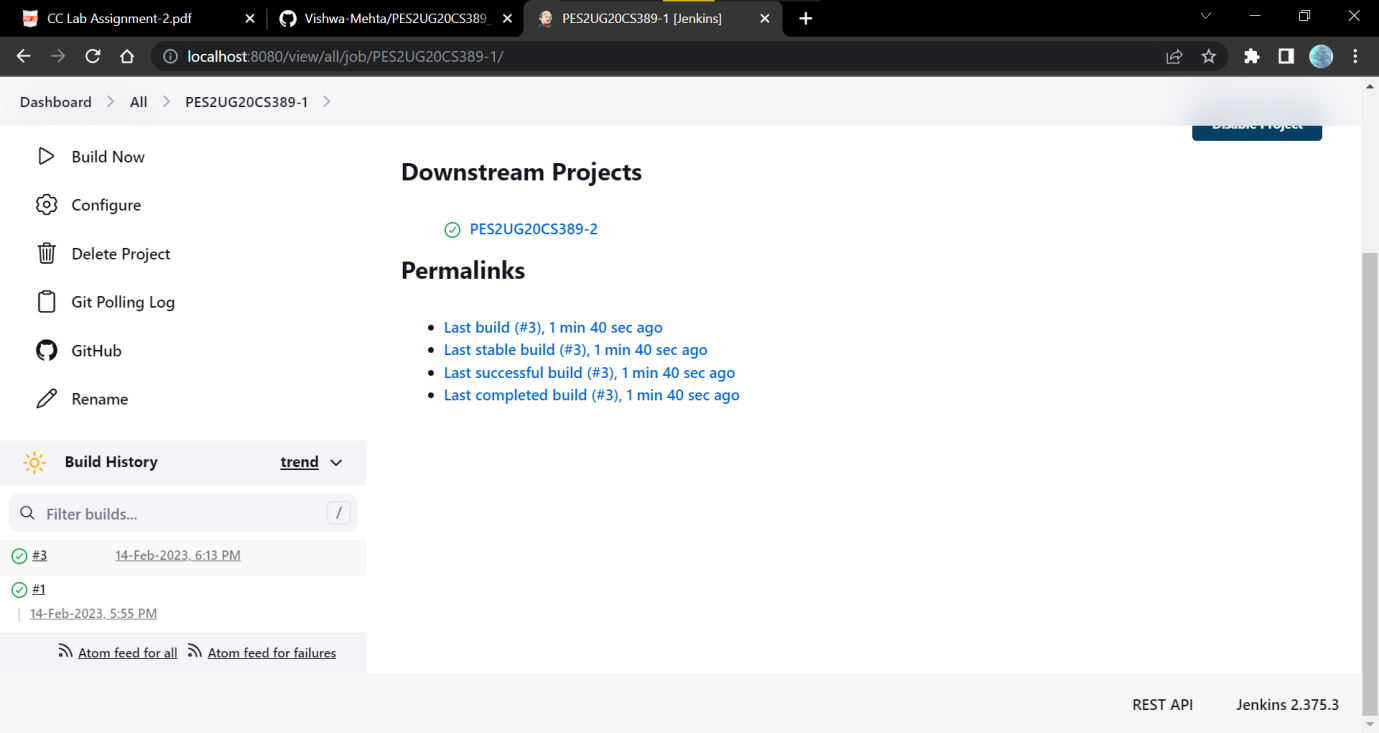 CC Lab Assignment-2.pdf
Vishwa-Mehta/PES2UG20CS389_
PES2UG20CS389-1 [Jenkins]
localhost:8080/view/all/job/PES2UG20CS389-1/
Dashboard
All
PES2UG20CS389-1
Disable Project
Build Now
Configure
Delete Project
Git Polling Log
GitHub
Rename
Build History
trend
Filter builds...
/
#3
14-Feb-2023, 6:13 PM
#1
14-Feb-2023, 5:55 PM
Atom feed for all
Atom feed for failures
Downstream Projects
PES2UG20CS389-2
Permalinks
Last build (#3), 1 min 40 sec ago
Last stable build (#3), 1 min 40 sec ago
Last successful build (#3), 1 min 40 sec ago
Last completed build (#3), 1 min 40 sec ago
REST API
Jenkins 2.375.3